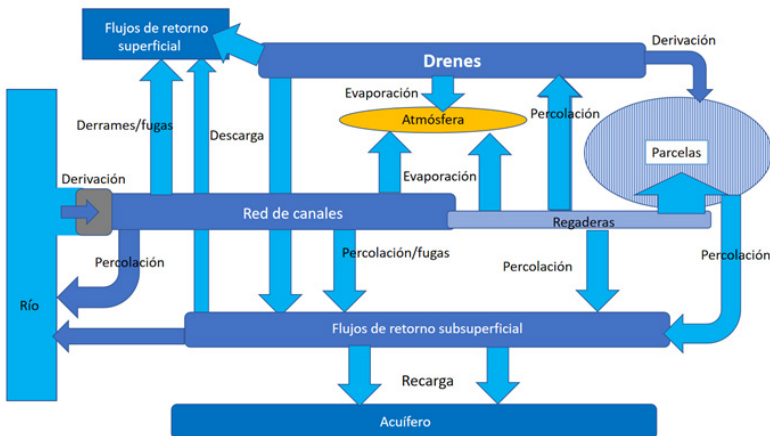 Flujos de retorno
superficial
Drenes
Derivación
Evaporación
Atmósfera
Percolación
Derrames/fugas
Descarga
Parcelas
Derivación
Evaporación
Red de canales
Regaderas
Percolación
Percolación/fugas
Percolación
Percolación
Río
Flujos de retorno subsuperficial
Recarga
Acuífero